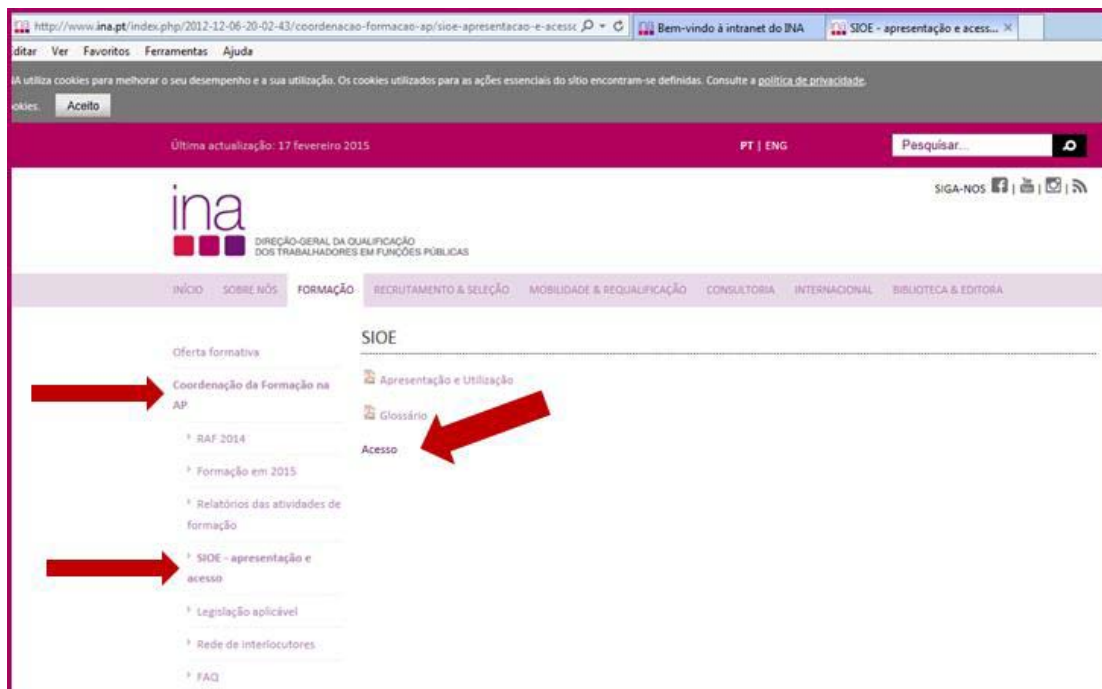 http://www.ina.pt/index.php/2012-12-06-20-02-43/coordenacao-formacao-ap/sioe-apresentacao-e-acess
Bem-vindo à intranet do INA
SIOE - apresentação e acess...
ditar Ver Favoritos Ferramentas Ajuda
IA utiliza cookies para melhorar o seu desempenho e a sua utilização. Os cookies utilizados para as ações essenciais do sítio encontram-se definidas. Consulte a política de privacidade.
ookies. Aceito
Última actualização: 17 fevereiro 2015
PT | ENG
Pesquisar...
SIGA-NOS
ina
DIREÇÃO-GERAL DA QUALIFICAÇÃO
DOS TRABALHADORES EM FUNÇÕES PÚBLICAS
INÍCIO SOBRE NÓS FORMAÇÃO RECRUTAMENTO & SELEÇÃO MOBILIDADE & REQUALIFICAÇÃO CONSULTORIA INTERNACIONAL BIBLIOTECA & EDITORA
SIOE
Apresentação e Utilização
Glossário
Acesso
Oferta formativa
Coordenação da Formação na
AP
RAF 2014
Formação em 2015
Relatórios das atividades de
formação
SIOE - apresentação e
acesso
Legislação aplicável
Rede de interlocutores
FAQ